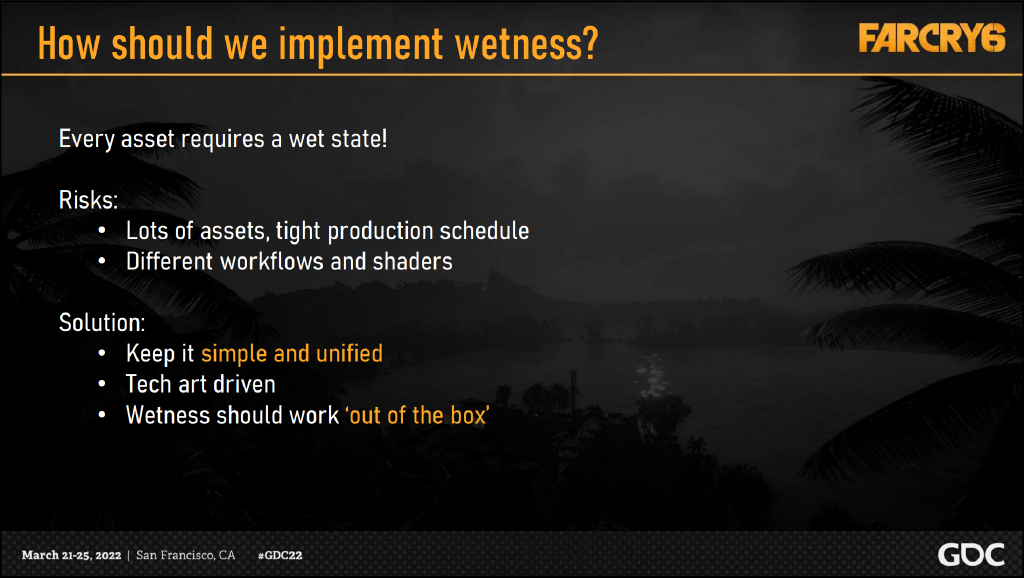 How should we implement wetness?
FARCRY6
Every asset requires a wet state!
Risks:
• Lots of assets, tight production schedule
• Different workflows and shaders
Solution:
• Keep it simple and unified
• Tech art driven
• Wetness should work ‘out of the box’
March 21-25, 2022 | San Francisco, CA #GDC22
GDC